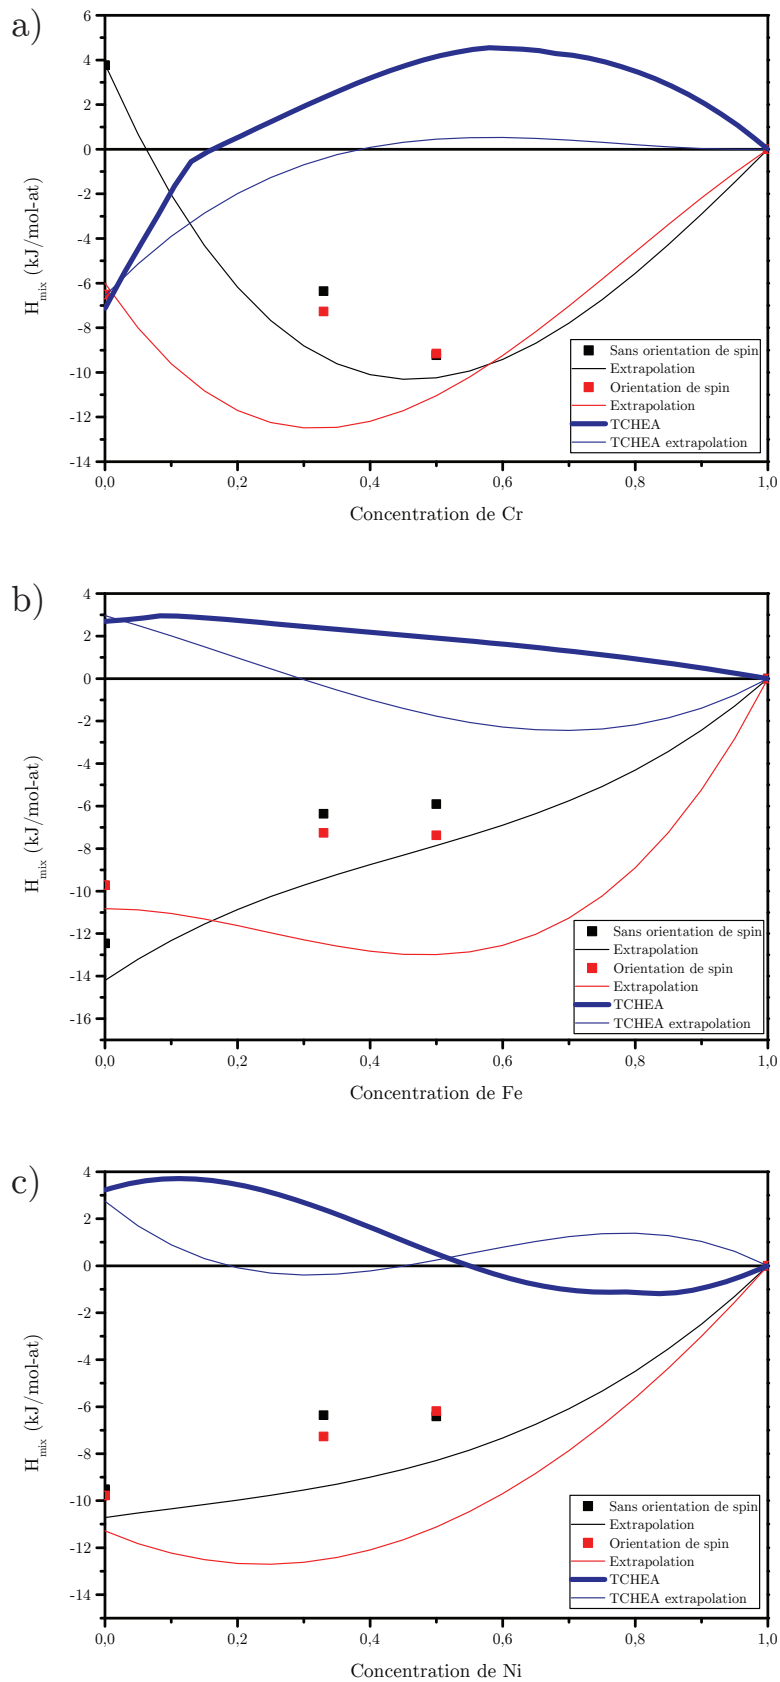 a)
6
4
2
0
-2
-4
-6
-8
-10
-12
-14
H_mix (kJ/mol-at)
0,0 0,2 0,4 0,6 0,8 1,0
Concentration de Cr
Sans orientation de spin
Extrapolation
Orientation de spin
Extrapolation
TCHEA
TCHEA extrapolation
b)
4
2
0
-2
-4
-6
-8
-10
-12
-14
-16
H_mix (kJ/mol-at)
0,0 0,2 0,4 0,6 0,8 1,0
Concentration de Fe
Sans orientation de spin
Extrapolation
Orientation de spin
Extrapolation
TCHEA
TCHEA extrapolation
c)
4
2
0
-2
-4
-6
-8
-10
-12
-14
H_mix (kJ/mol-at)
0,0 0,2 0,4 0,6 0,8 1,0
Concentration de Ni
Sans orientation de spin
Extrapolation
Orientation de spin
Extrapolation
TCHEA
TCHEA extrapolation